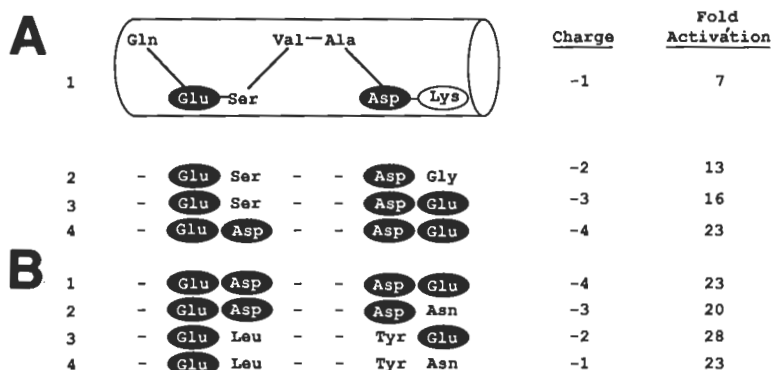 A
Fold
Charge Activation
Gln Val Ala
1 Glu Ser Asp Lys -1 7
2 - Glu Ser - - Asp Gly -2 13
3 - Glu Ser - - Asp Glu -3 16
4 - Glu Asp - - Asp Glu -4 23
B
1 - Glu Asp - - Asp Glu -4 23
2 - Glu Asp - - Asp Asn -3 20
3 - Glu Leu - - Tyr Glu -2 28
4 - Glu Leu - - Tyr Asn -1 23